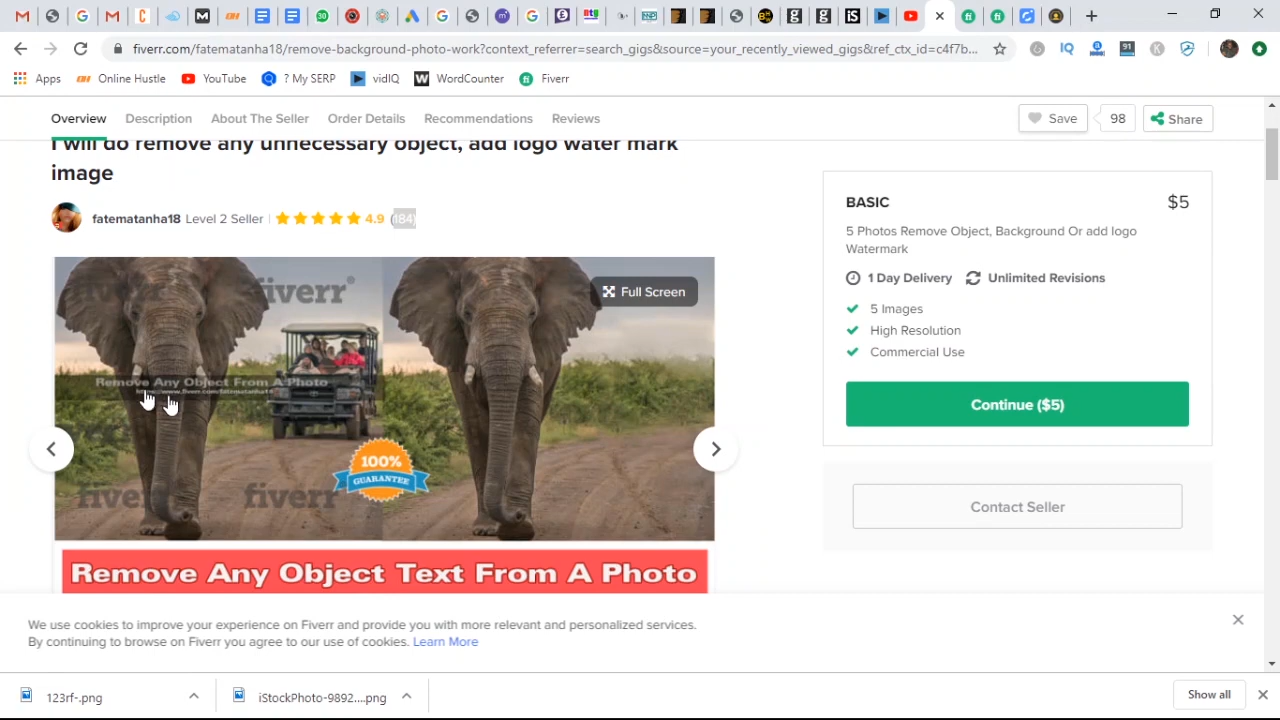 fiverr.com/fatematanha18/remove-background-photo-work?context_referrer=search_gigs&source=your_recently_viewed_gigs&ref_ctx_id=c4f7b...
Apps
Online Hustle
YouTube
? My SERP
vidIQ
WordCounter
Fiverr
Overview
Description
About The Seller
Order Details
Recommendations
Reviews
Save
98
Share
I will do remove any unnecessary object, add logo water mark
image
fatematanha18 Level 2 Seller 4.9 (184)
fiverr
fiverr
Full Screen
Remove Any Object From A Photo
https://www.fiverr.com/fatematanha18
100%
GUARANTEE
fiverr
fiverr
Remove Any Object Text From A Photo
BASIC $5
5 Photos Remove Object, Background Or add logo
Watermark
1 Day Delivery Unlimited Revisions
5 Images
High Resolution
Commercial Use
Continue ($5)
Contact Seller
We use cookies to improve your experience on Fiverr and provide you with more relevant and personalized services.
By continuing to browse on Fiverr you agree to our use of cookies. Learn More
123rf-.png
iStockPhoto-9892....png
Show all